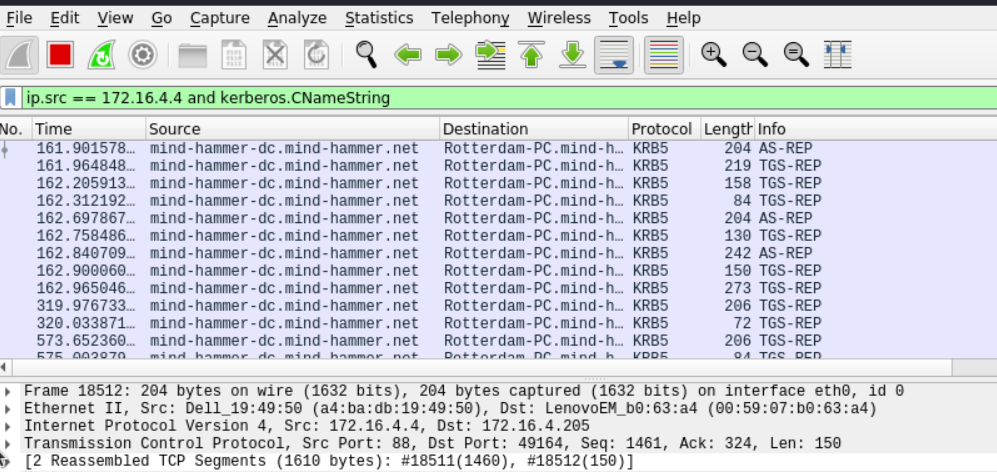 File Edit View Go Capture Analyze Statistics Telephony Wireless Tools Help
ip.src == 172.16.4.4 and kerberos.CNameString
No. Time Source Destination Protocol Length Info
161.901578… mind-hammer-dc.mind-hammer.net Rotterdam-PC.mind-h… KRB5 204 AS-REP
161.964848… mind-hammer-dc.mind-hammer.net Rotterdam-PC.mind-h… KRB5 219 TGS-REP
162.205913… mind-hammer-dc.mind-hammer.net Rotterdam-PC.mind-h… KRB5 158 TGS-REP
162.312192… mind-hammer-dc.mind-hammer.net Rotterdam-PC.mind-h… KRB5 84 TGS-REP
162.697867… mind-hammer-dc.mind-hammer.net Rotterdam-PC.mind-h… KRB5 204 AS-REP
162.758486… mind-hammer-dc.mind-hammer.net Rotterdam-PC.mind-h… KRB5 130 TGS-REP
162.840709… mind-hammer-dc.mind-hammer.net Rotterdam-PC.mind-h… KRB5 242 AS-REP
162.900060… mind-hammer-dc.mind-hammer.net Rotterdam-PC.mind-h… KRB5 150 TGS-REP
162.965046… mind-hammer-dc.mind-hammer.net Rotterdam-PC.mind-h… KRB5 273 TGS-REP
319.976733… mind-hammer-dc.mind-hammer.net Rotterdam-PC.mind-h… KRB5 206 TGS-REP
320.033871… mind-hammer-dc.mind-hammer.net Rotterdam-PC.mind-h… KRB5 72 TGS-REP
573.652360… mind-hammer-dc.mind-hammer.net Rotterdam-PC.mind-h… KRB5 206 TGS-REP
575.003879… mind-hammer-dc.mind-hammer.net Rotterdam-PC.mind-h… KRB5 84 TGS-REP
Frame 18512: 204 bytes on wire (1632 bits), 204 bytes captured (1632 bits) on interface eth0, id 0
Ethernet II, Src: Dell_19:49:50 (a4:ba:db:19:49:50), Dst: LenovoEM_b0:63:a4 (00:59:07:b0:63:a4)
Internet Protocol Version 4, Src: 172.16.4.4, Dst: 172.16.4.205
Transmission Control Protocol, Src Port: 88, Dst Port: 49164, Seq: 1461, Ack: 324, Len: 150
[2 Reassembled TCP Segments (1610 bytes): #18511(1460), #18512(150)]